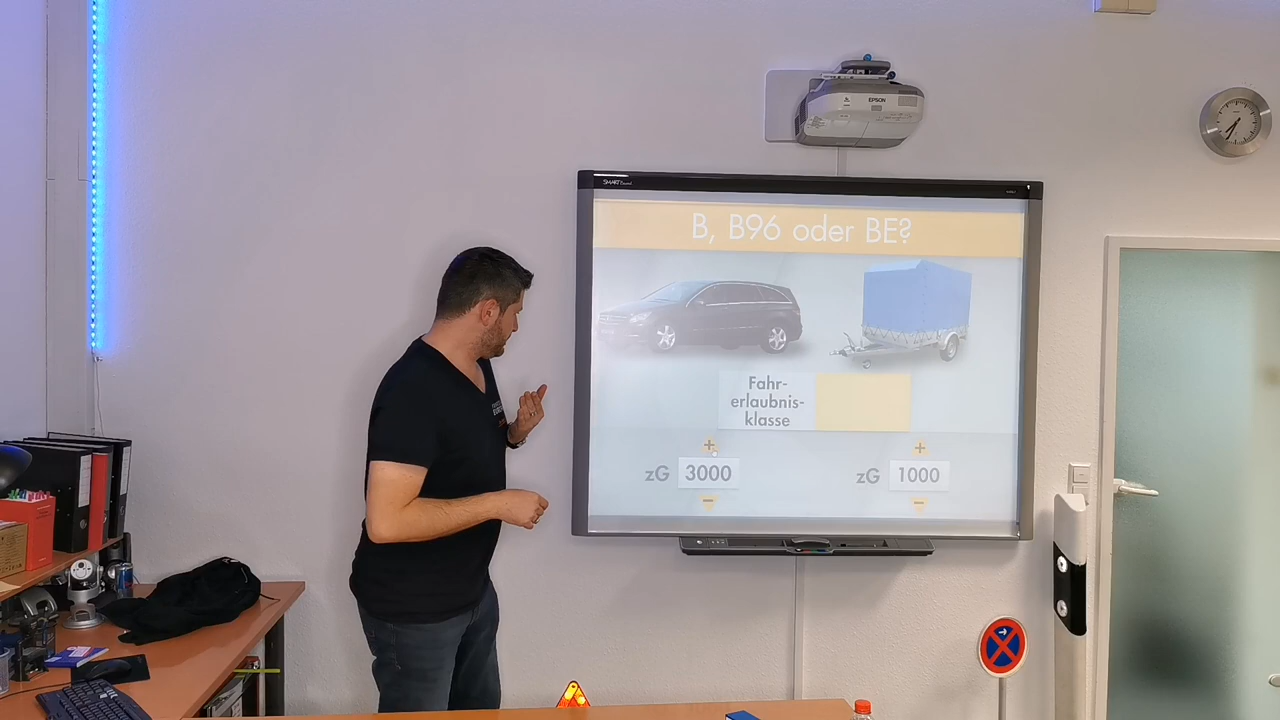 EPSON
SMART Board
B, B96 oder BE?
Fahr-
erlaubnis-
klasse
+
+
zG 3000
zG 1000
−
−